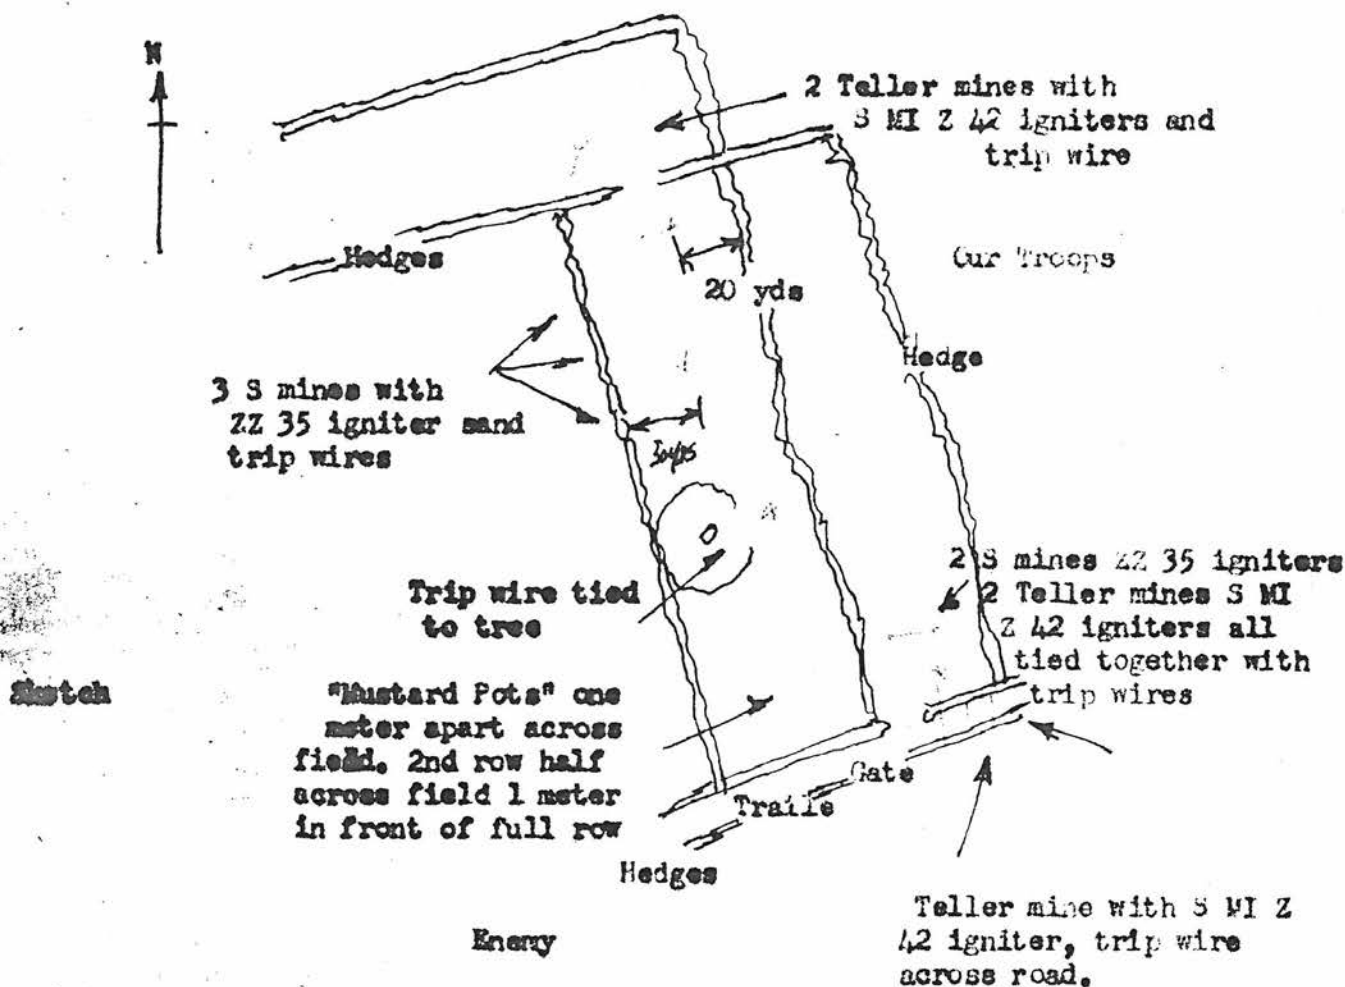 N
2 Teller mines with
S MI Z 42 igniters and
trip wire
Hedges
Our Troops
20 yds
Hedge
3 S mines with
ZZ 35 igniter sand
trip wires
2 S mines ZZ 35 igniters
2 Teller mines S MI
Z 42 igniters all
tied together with
trip wires
Trip wire tied
to tree
Sketch
"Mustard Pots" one
meter apart across
field. 2nd row half
across field 1 meter
in front of full row
Gate
Traile
Hedges
Enemy
Teller mine with S MI Z
42 igniter, trip wire
across road.